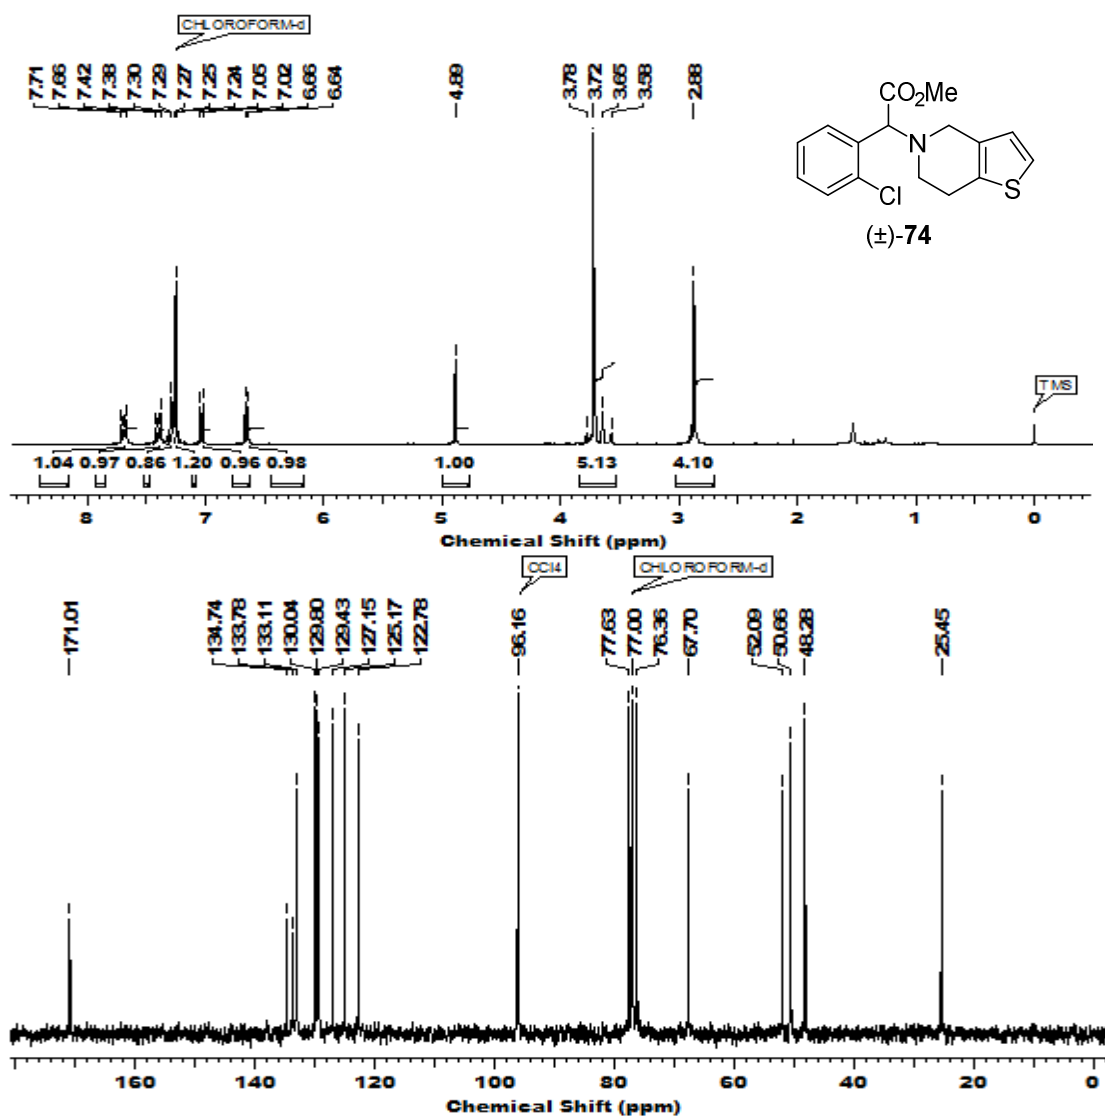 CHLOROFORM-d
7.71 7.66 7.42 7.38 7.30 7.29 7.27 7.25 7.24 7.05 7.02 6.66 6.64 4.89 3.78 3.72 3.65 3.58 2.88
CO2Me
N
Cl
S
(±)-74
TMS
1.04 0.97 0.86 1.20 0.96 0.98 1.00 5.13 4.10
8 7 6 5 4 3 2 1 0
Chemical Shift (ppm)
CCl4 CHLOROFORM-d
171.01 134.74 133.78 133.11 130.04 129.80 129.43 127.15 125.17 122.78 96.16 77.63 77.00 76.36 67.70 52.09 50.66 48.28 25.45
160 140 120 100 80 60 40 20 0
Chemical Shift (ppm)